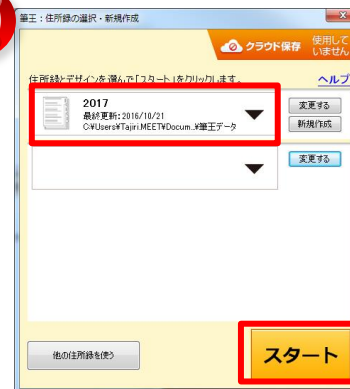 筆王：住所録の選択・新規作成
クラウド保存
使用して
いません
住所録とデザインを選んで「スタート」をクリックします。
ヘルプ
2017
最終更新：2016/10/21
C:¥Users¥Tajiri.MEET¥Docum..¥筆王データ
変更する
新規作成
変更する
他の住所録を使う
スタート